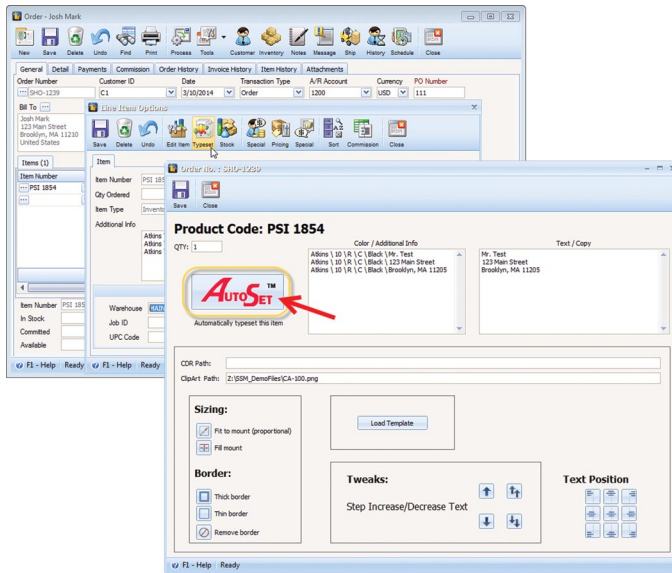 Order - Josh Mark
New Save Delete Undo Find Print Process Tools Customer Inventory Notes Message Ship History Schedule Close
General Detail Payments Commission Order History Invoice History Item History Attachments
Order Number Customer ID Date Transaction Type A/R Account Currency PO Number
SHO-1239 C1 3/10/2014 Order 1200 USD 111
Bill To
Josh Mark
123 Main Street
Brooklyn, MA 11210
United States
Items (1)
Item Number
PSI 1854
Item Number PSI 185
In Stock
Committed
Available
F1 - Help Ready
Line Item Options
Save Delete Undo Edit Item Typeset Stock Special Pricing Special Sort Commission Close
Item
Item Number PSI 185
Qty Ordered
Item Type Invento
Additional Info
Atkins
Atkins
Atkins
Warehouse MAIN
Job ID
UPC Code
F1 - Help Ready
Order No. : SHO-1239
Save Close
Product Code: PSI 1854
QTY: 1
Color / Additional Info
Atkins \ 10 \ R \ C \ Black \ Mr. Test
Atkins \ 10 \ R \ C \ Black \ 123 Main Street
Atkins \ 10 \ R \ C \ Black \ Brooklyn, MA 11205
Text / Copy
Mr. Test
123 Main Street
Brooklyn, MA 11205
AUTOSET™
Automatically typeset this item
CDR Path:
ClipArt Path: Z:\SSM_DemoFiles\CA-100.png
Sizing:
Fit to mount (proportional)
Fill mount
Border:
Thick border
Thin border
Remove border
Load Template
Tweaks:
Step Increase/Decrease Text
Text Position
F1 - Help Ready